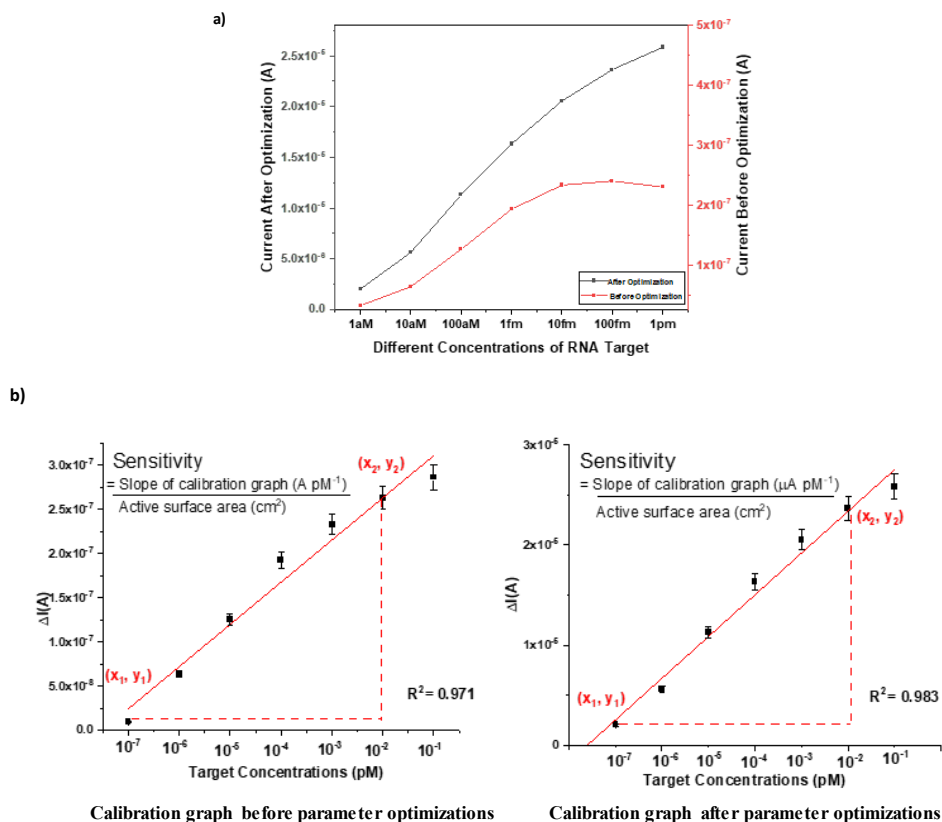 a)
2.5x10⁻⁵
2.0x10⁻⁵
1.5x10⁻⁵
1.0x10⁻⁵
5.0x10⁻⁶
0.0
Current After Optimization (A)
5x10⁻⁷
4x10⁻⁷
3x10⁻⁷
2x10⁻⁷
1x10⁻⁷
Current Before Optimization (A)
After Optimization
Before Optimization
1aM 10aM 100aM 1fm 10fm 100fm 1pm
Different Concentrations of RNA Target
b)
Sensitivity
= Slope of calibration graph (A pM⁻¹)
Active surface area (cm²)
(x₂, y₂)
3.0x10⁻⁷
2.5x10⁻⁷
2.0x10⁻⁷
1.5x10⁻⁷
1.0x10⁻⁷
5.0x10⁻⁸
0.0
ΔI(A)
(x₁, y₁)
R²= 0.971
10⁻⁷ 10⁻⁶ 10⁻⁵ 10⁻⁴ 10⁻³ 10⁻² 10⁻¹
Target Concentrations (pM)
Calibration graph before parameter optimizations
Sensitivity
= Slope of calibration graph (μA pM⁻¹)
Active surface area (cm²)
(x₂, y₂)
3x10⁻⁵
2x10⁻⁵
1x10⁻⁵
0
ΔI(A)
(x₁, y₁)
R²= 0.983
10⁻⁷ 10⁻⁶ 10⁻⁵ 10⁻⁴ 10⁻³ 10⁻² 10⁻¹
Target Concentrations (pM)
Calibration graph after parameter optimizations